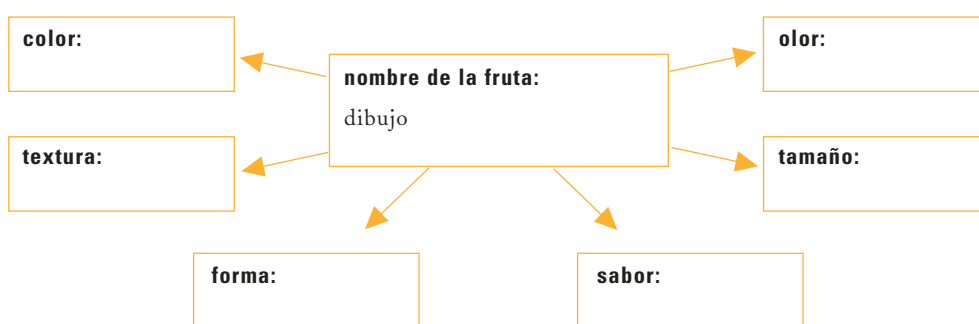 color:
olor:
nombre de la fruta:
dibujo
textura:
tamaño:
forma:
sabor: